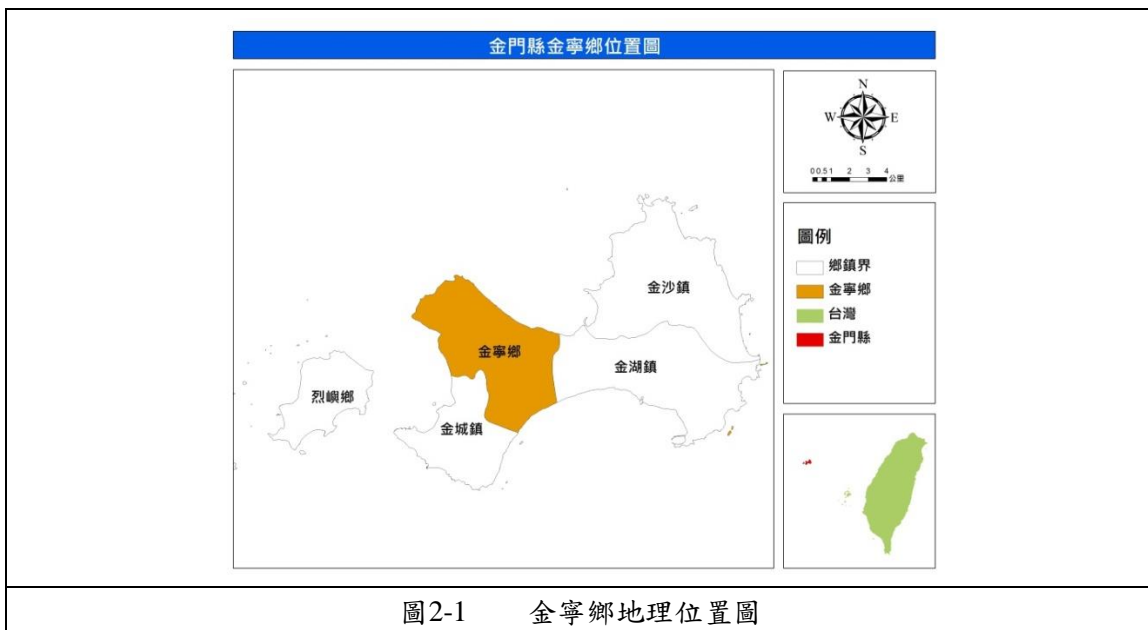 金門縣金寧鄉位置圖
N
W E
S
0 0.5 1 2 3 4 公里
金沙鎮
金寧鄉
金湖鎮
烈嶼鄉
金城鎮
圖例
鄉鎮界
金寧鄉
台灣
金門縣
圖2-1 金寧鄉地理位置圖